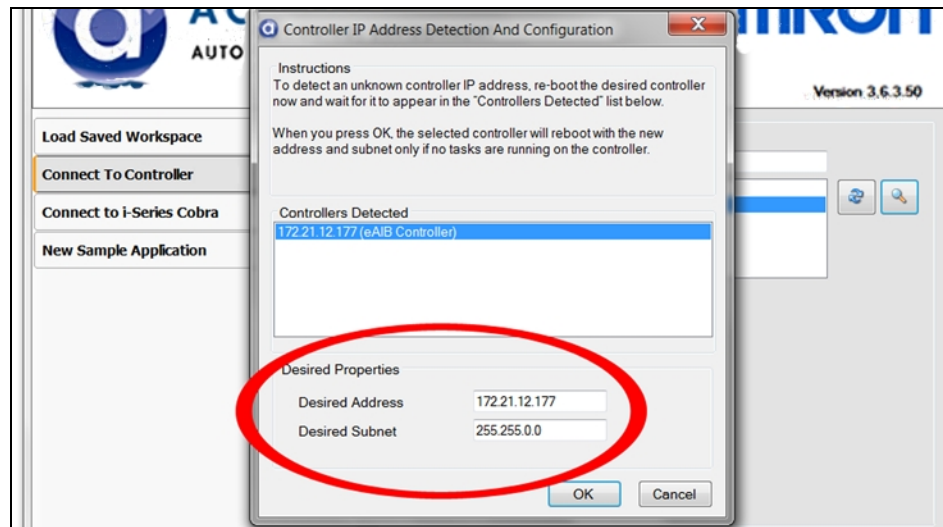 AUTO
Version 3.6.3.50
Load Saved Workspace
Connect To Controller
Connect to i-Series Cobra
New Sample Application
Controller IP Address Detection And Configuration
Instructions
To detect an unknown controller IP address, re-boot the desired controller
now and wait for it to appear in the "Controllers Detected" list below.
When you press OK, the selected controller will reboot with the new
address and subnet only if no tasks are running on the controller.
Controllers Detected
172.21.12.177 (eAIB Controller)
Desired Properties
Desired Address 172.21.12.177
Desired Subnet 255.255.0.0
OK Cancel